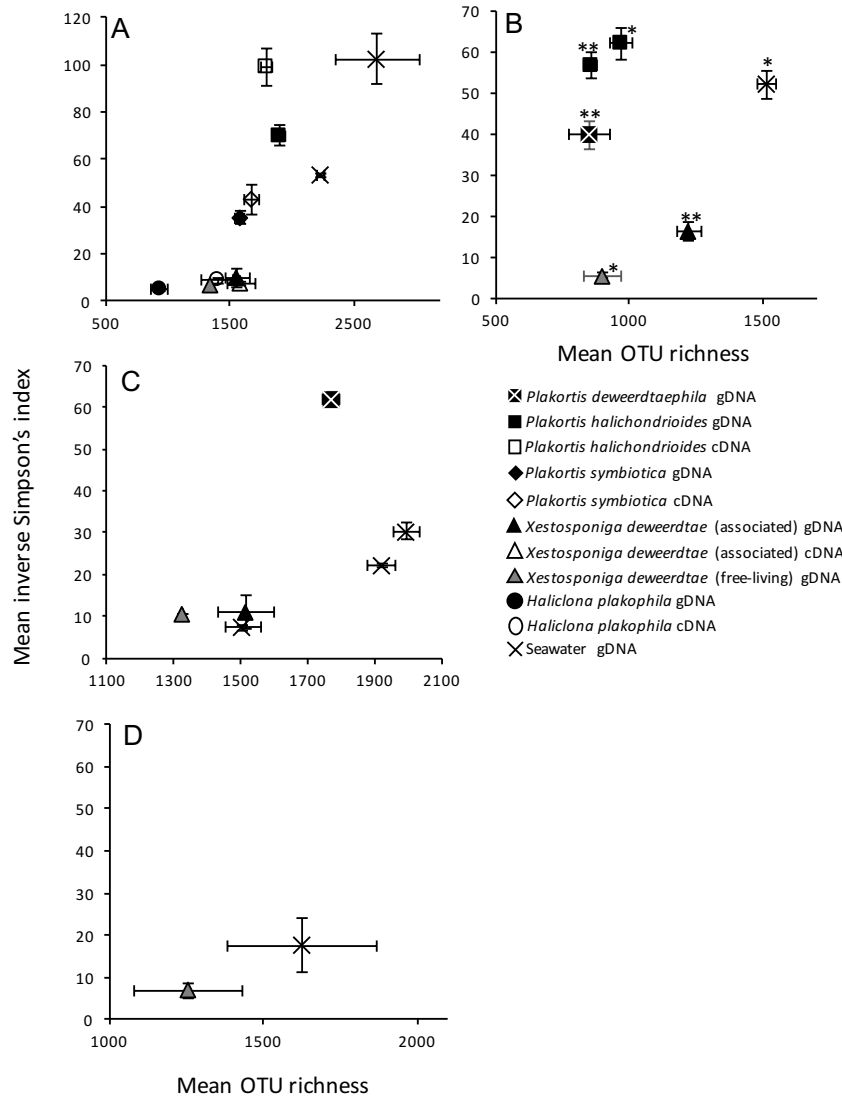 A
120
100
80
60
40
20
0
500 1500 2500
B
70
60
50
40
30
20
10
0
** * * ** ** *
500 1000 1500
Mean OTU richness
C
70
60
50
40
30
20
10
0
1100 1300 1500 1700 1900 2100
Plakortis deweerdtaephila gDNA
Plakortis halichondrioides gDNA
Plakortis halichondrioides cDNA
Plakortis symbiotica gDNA
Plakortis symbiotica cDNA
Xestosponiga deweerdtae (associated) gDNA
Xestosponiga deweerdtae (associated) cDNA
Xestosponiga deweerdtae (free-living) gDNA
Haliclona plakophila gDNA
Haliclona plakophila cDNA
Seawater gDNA
Mean inverse Simpson's index
D
70
60
50
40
30
20
10
0
1000 1500 2000
Mean OTU richness